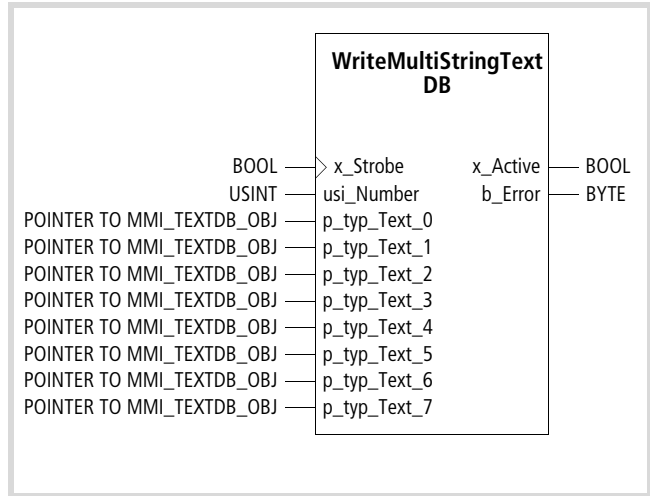 WriteMultiStringText
DB
BOOL x_Strobe x_Active BOOL
USINT usi_Number b_Error BYTE
POINTER TO MMI_TEXTDB_OBJ p_typ_Text_0
POINTER TO MMI_TEXTDB_OBJ p_typ_Text_1
POINTER TO MMI_TEXTDB_OBJ p_typ_Text_2
POINTER TO MMI_TEXTDB_OBJ p_typ_Text_3
POINTER TO MMI_TEXTDB_OBJ p_typ_Text_4
POINTER TO MMI_TEXTDB_OBJ p_typ_Text_5
POINTER TO MMI_TEXTDB_OBJ p_typ_Text_6
POINTER TO MMI_TEXTDB_OBJ p_typ_Text_7